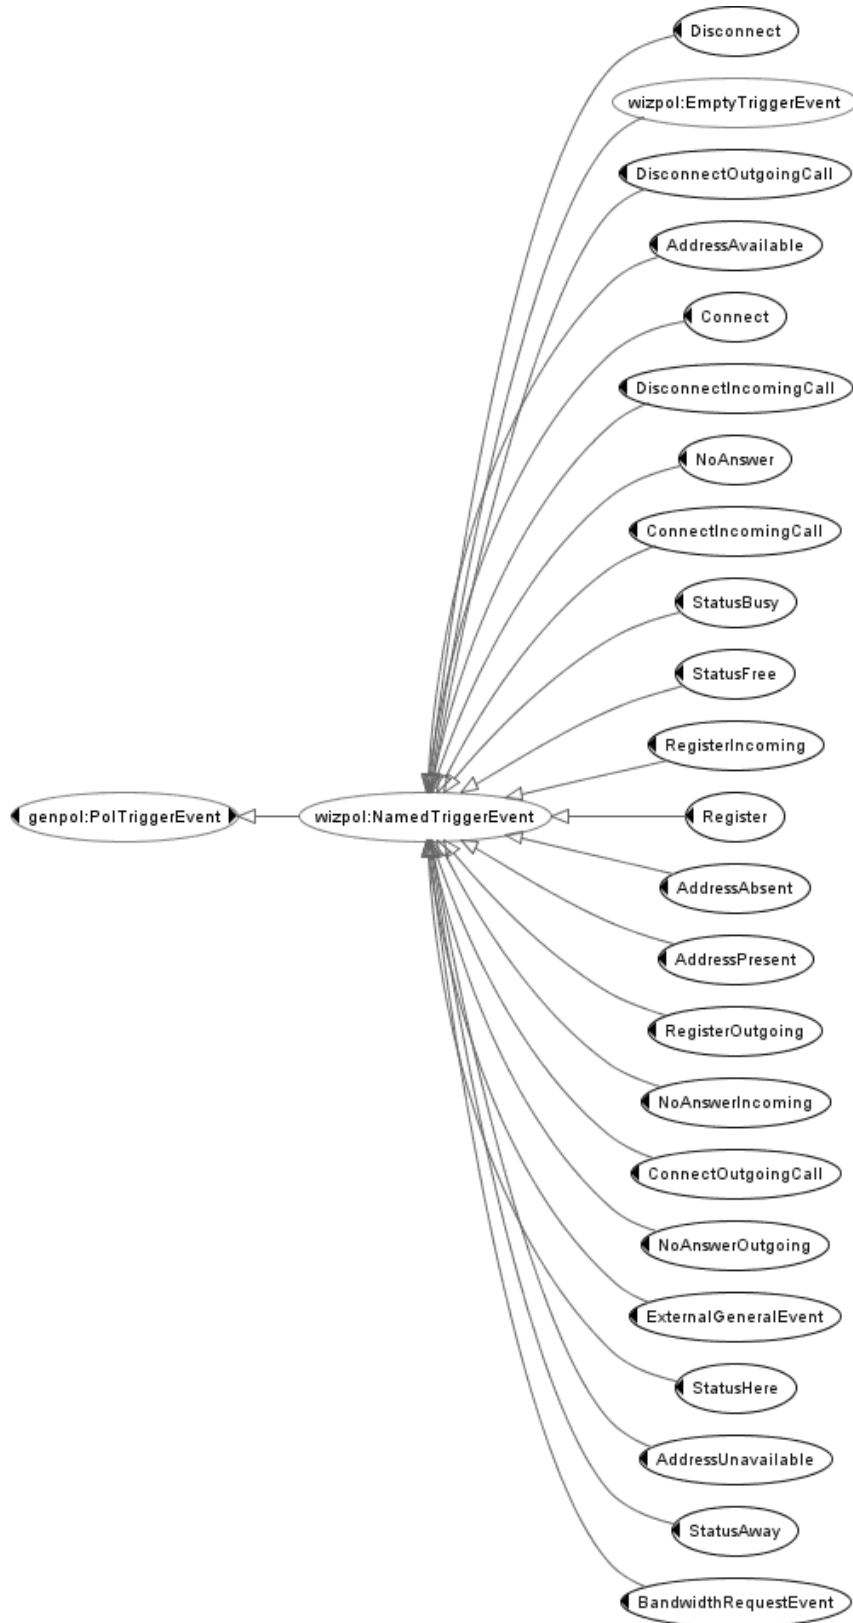 Disconnect
wizpol:EmptyTriggerEvent
DisconnectOutgoingCall
AddressAvailable
Connect
DisconnectIncomingCall
NoAnswer
ConnectIncomingCall
StatusBusy
StatusFree
RegisterIncoming
genpol:PolTriggerEvent wizpol:NamedTriggerEvent Register
AddressAbsent
AddressPresent
RegisterOutgoing
NoAnswerIncoming
ConnectOutgoingCall
NoAnswerOutgoing
ExternalGeneralEvent
StatusHere
AddressUnavailable
StatusAway
BandwidthRequestEvent